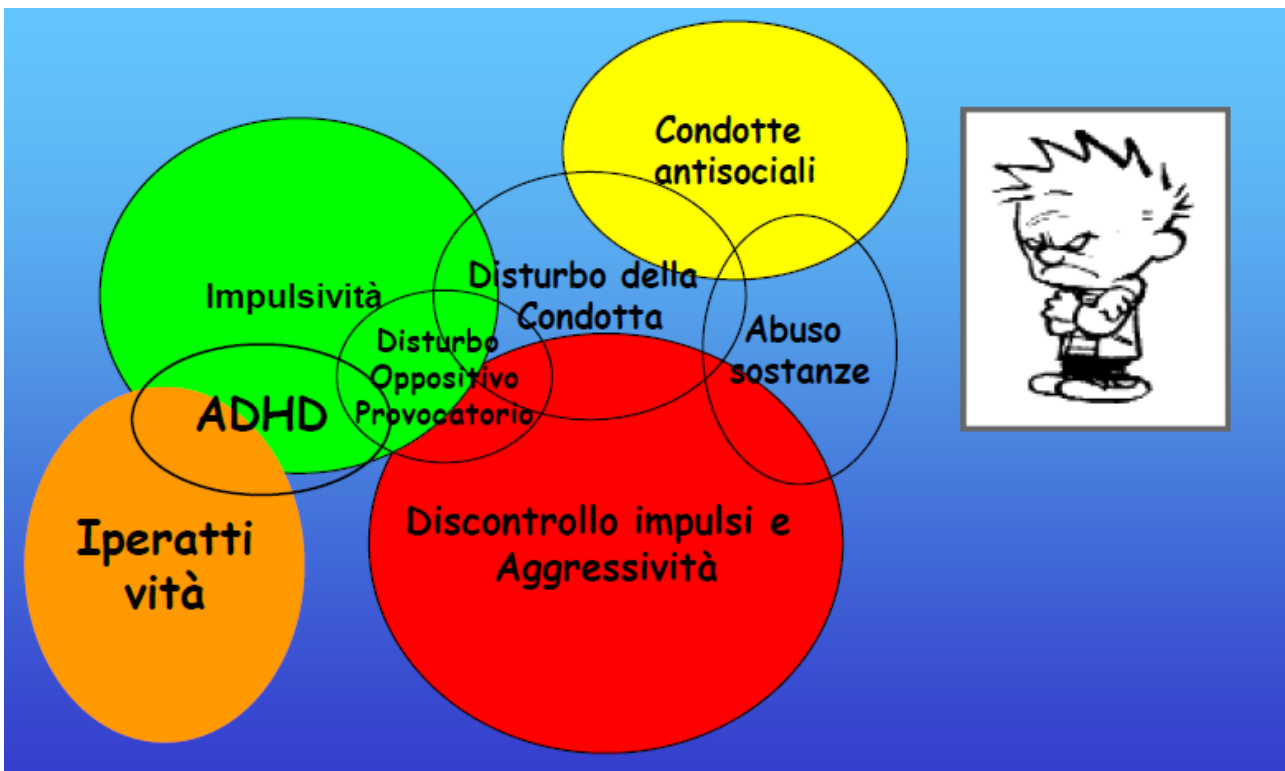 Condotte
antisociali
Impulsività
Disturbo della
Condotta
Disturbo
Oppositivo
Provocatorio
Abuso
sostanze
ADHD
Iperatti
vità
Discontrollo impulsi e
Aggressività